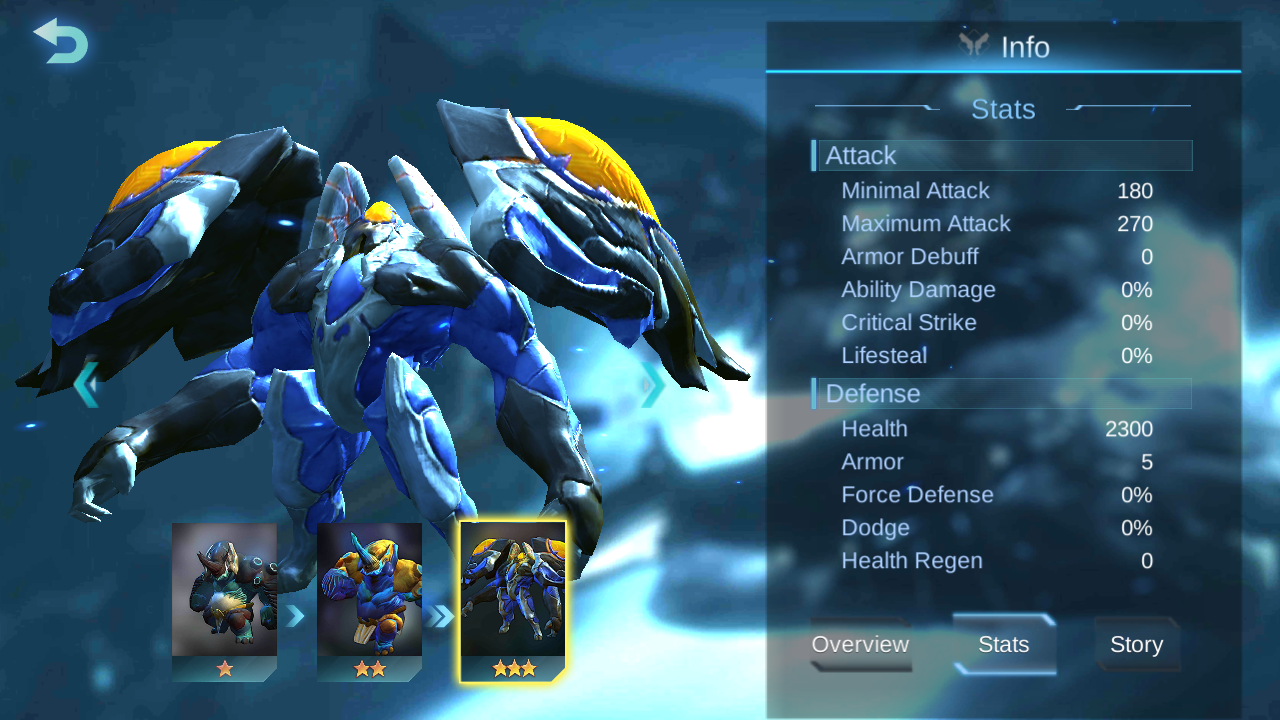 Info
Stats
Attack
Minimal Attack 180
Maximum Attack 270
Armor Debuff 0
Ability Damage 0%
Critical Strike 0%
Lifesteal 0%
Defense
Health 2300
Armor 5
Force Defense 0%
Dodge 0%
Health Regen 0
Overview Stats Story